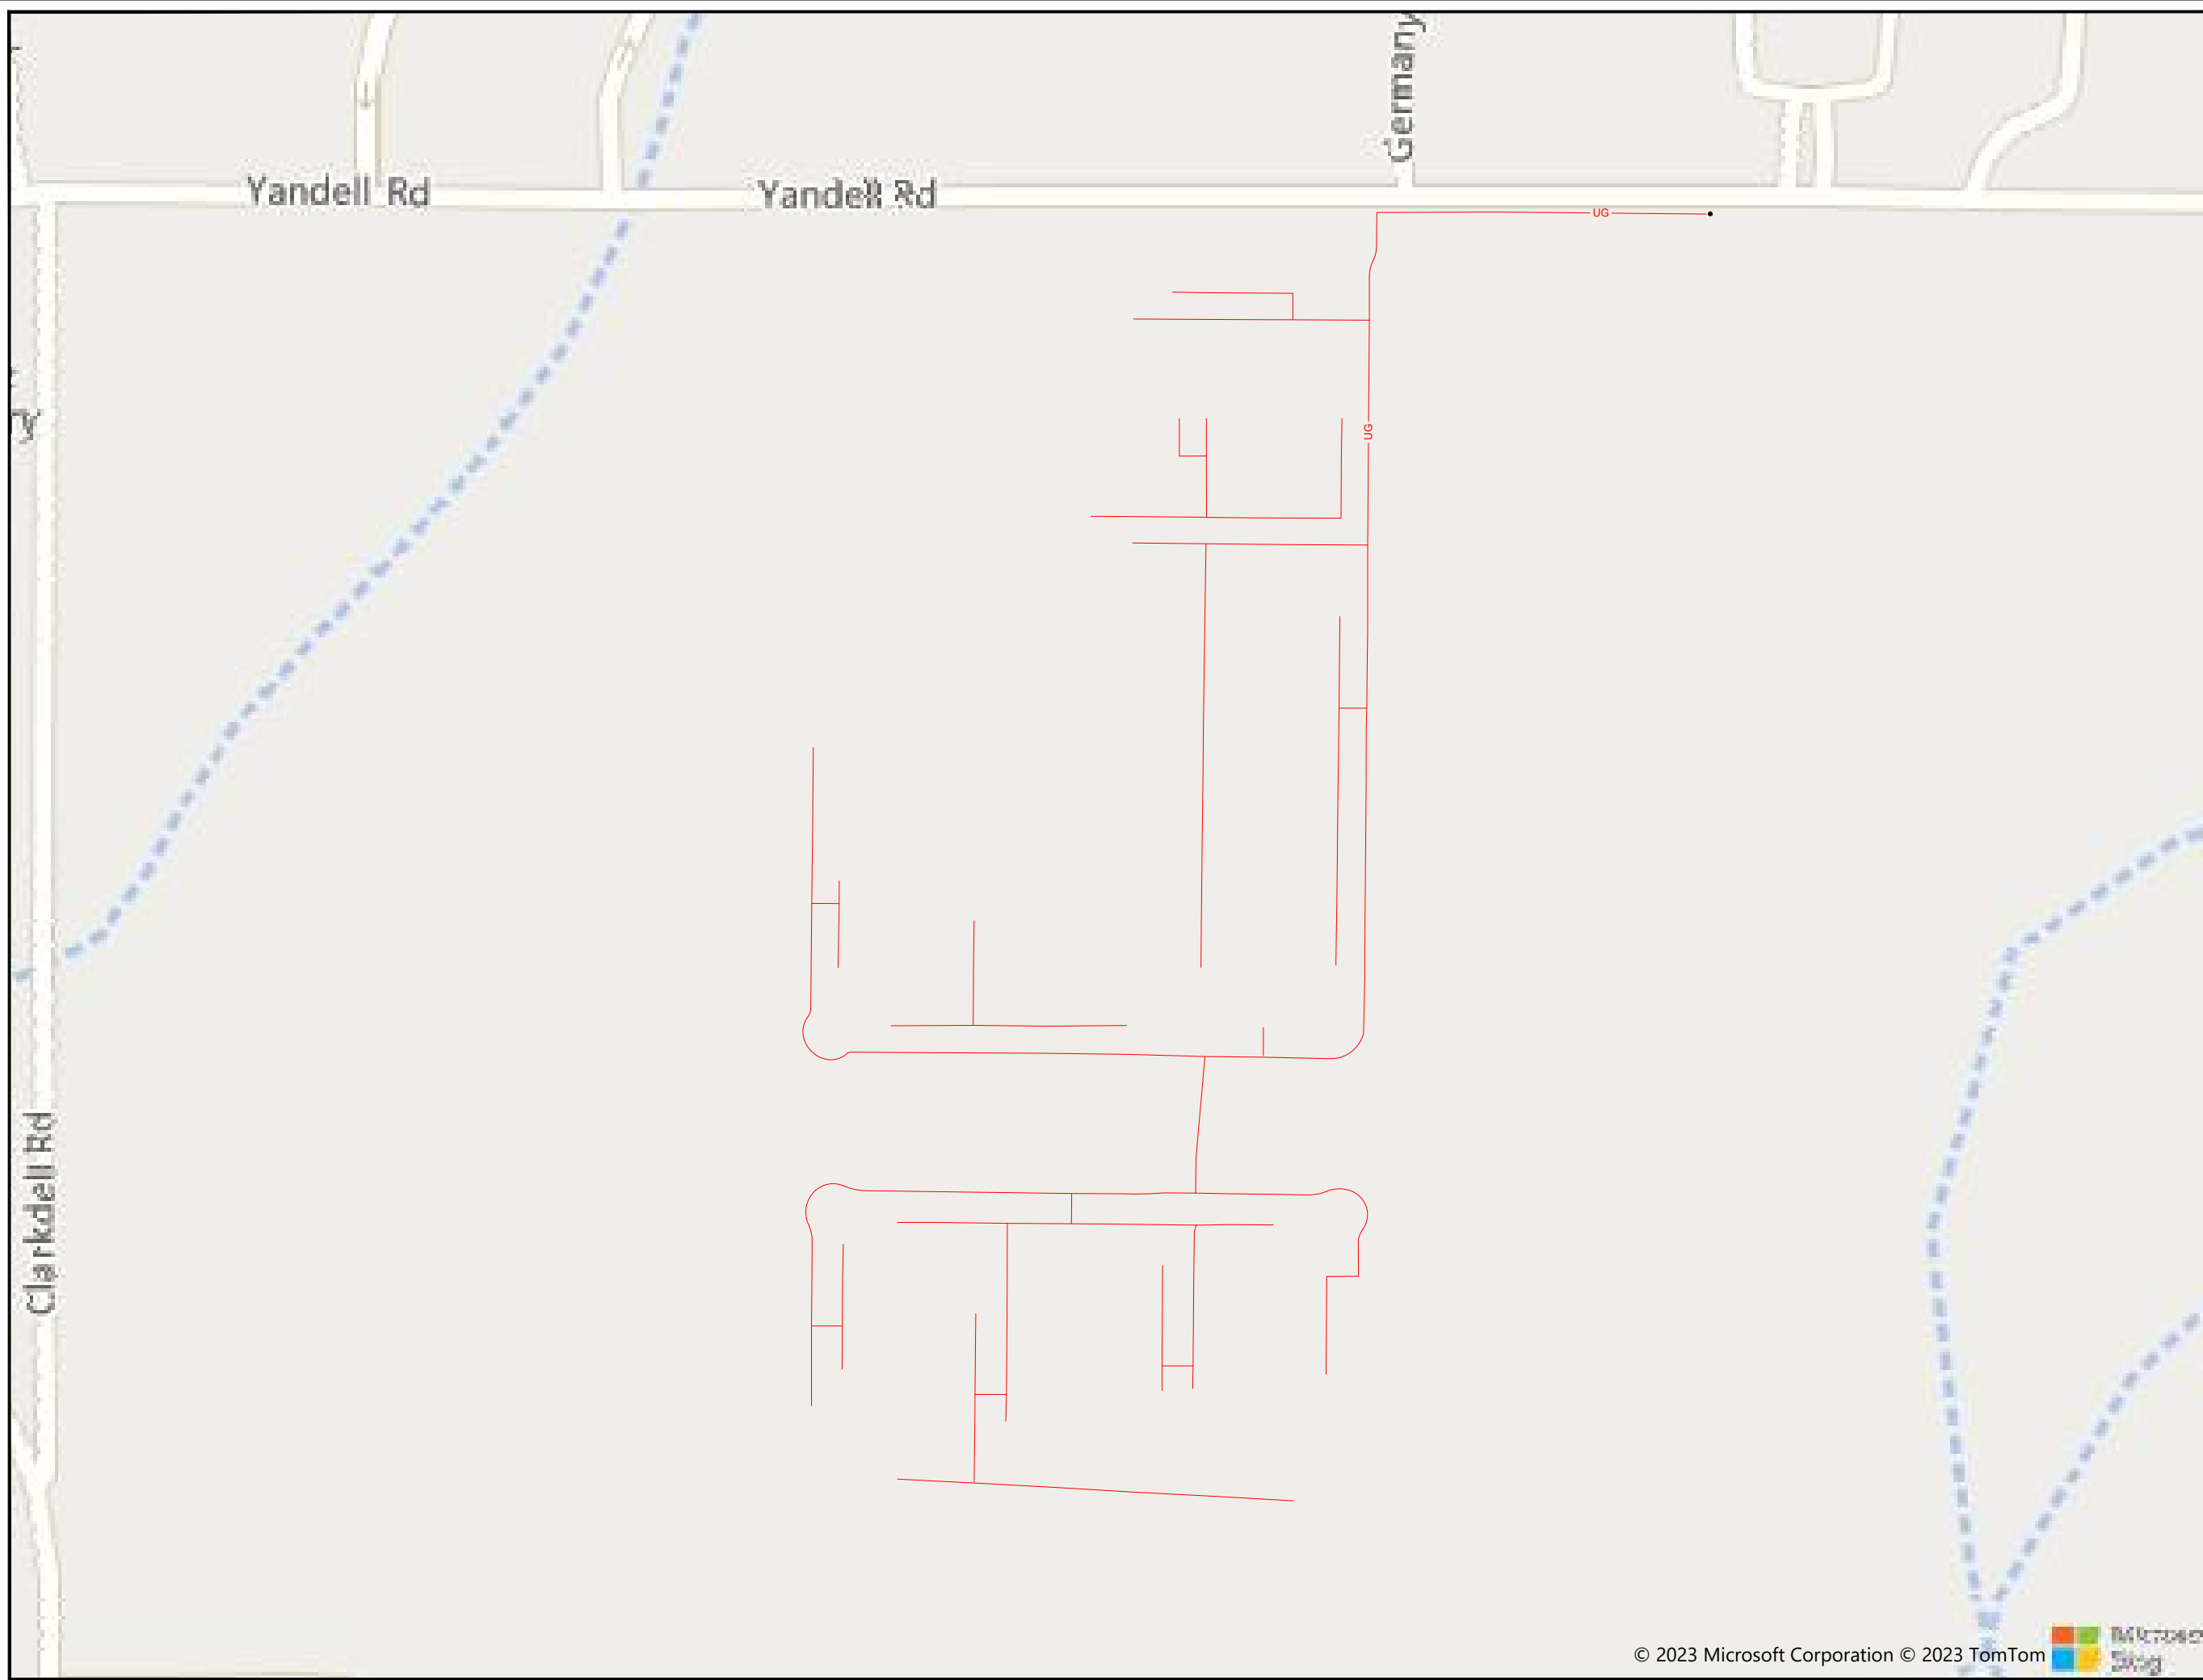 Germany
Yandell Rd
Yandell Rd
UG
UG
Clarkdell Rd
© 2023 Microsoft Corporation © 2023 TomTom